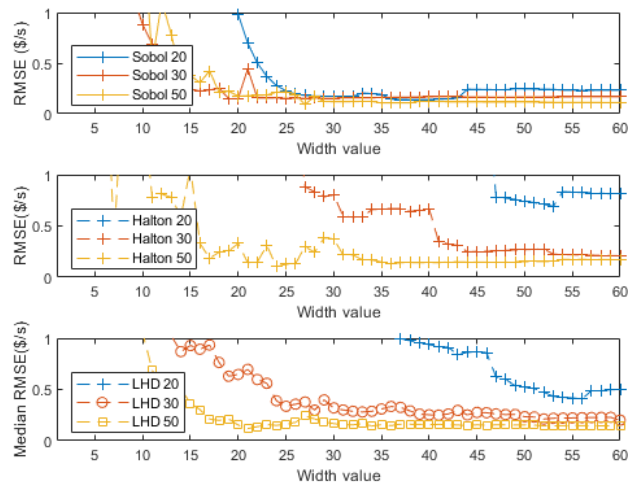 1
0.5
0
RMSE ($/s)
Sobol 20
Sobol 30
Sobol 50
5 10 15 20 25 30 35 40 45 50 55 60
Width value
1
0.5
0
RMSE($/s)
Halton 20
Halton 30
Halton 50
5 10 15 20 25 30 35 40 45 50 55 60
Width value
1
0.5
0
Median RMSE($/s)
LHD 20
LHD 30
LHD 50
5 10 15 20 25 30 35 40 45 50 55 60
Width value